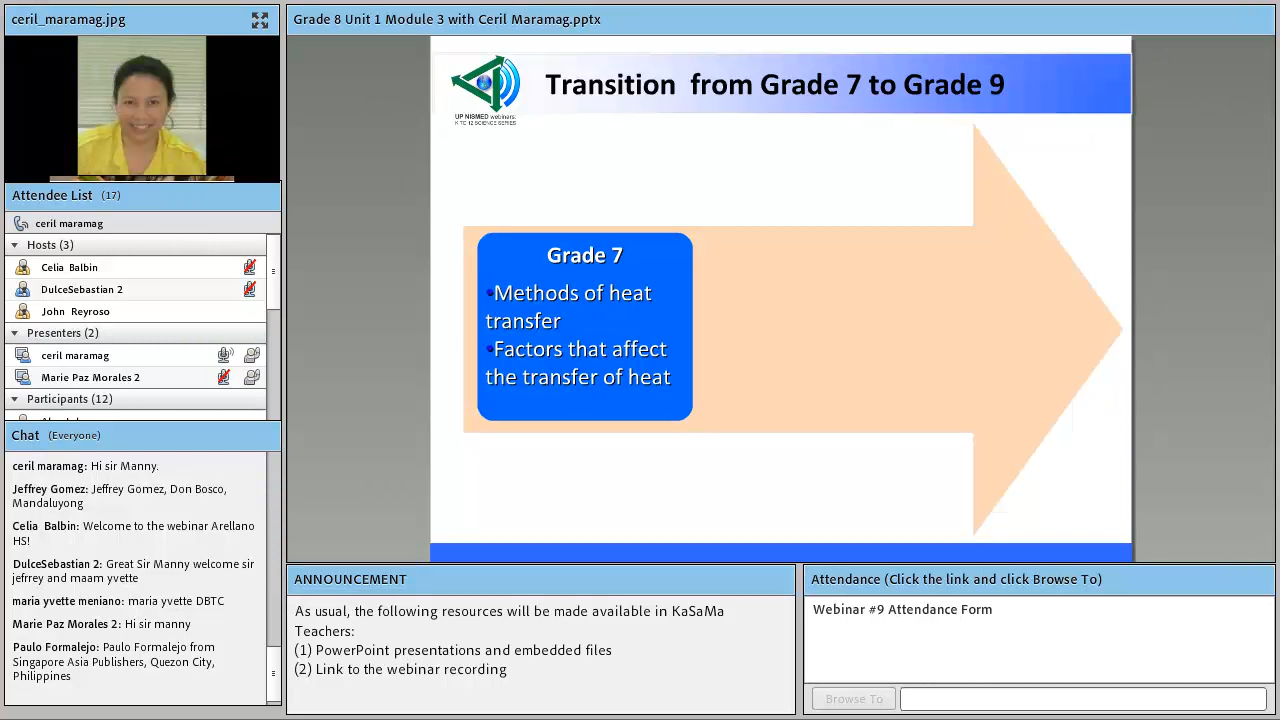 ceril_maramag.jpg
Attendee List (17)
ceril maramag
Hosts (3)
Celia Balbin
DulceSebastian 2
John Reyroso
Presenters (2)
ceril maramag
Marie Paz Morales 2
Participants (12)
Chat (Everyone)
ceril maramag: Hi sir Manny.
Jeffrey Gomez: Jeffrey Gomez, Don Bosco,
Mandaluyong
Celia Balbin: Welcome to the webinar Arellano
HS!
DulceSebastian 2: Great Sir Manny welcome sir
jefrrey and maam yvette
maria yvette meniano: maria yvette DBTC
Marie Paz Morales 2: Hi sir manny
Paulo Formalejo: Paulo Formalejo from
Singapore Asia Publishers, Quezon City,
Philippines
Grade 8 Unit 1 Module 3 with Ceril Maramag.pptx
UP NISMED webinars:
K TO 12 SCIENCE SERIES
Transition from Grade 7 to Grade 9
Grade 7
•Methods of heat
transfer
•Factors that affect
the transfer of heat
ANNOUNCEMENT
As usual, the following resources will be made available in KaSaMa
Teachers:
(1) PowerPoint presentations and embedded files
(2) Link to the webinar recording
Attendance (Click the link and click Browse To)
Webinar #9 Attendance Form
Browse To